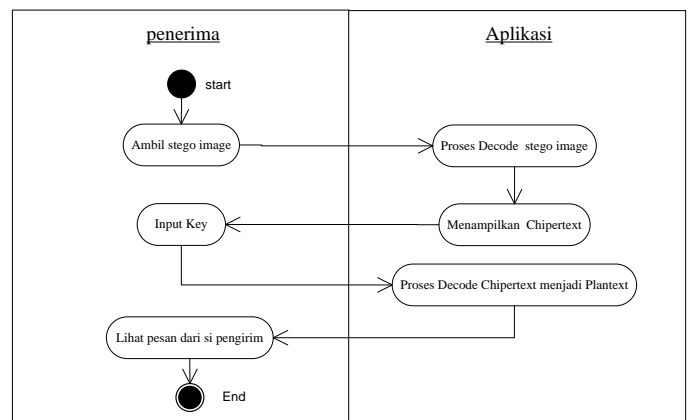 penerima
Aplikasi
start
Ambil stego image
Proses Decode stego image
Input Key
Menampilkan Chipertext
Proses Decode Chipertext menjadi Plantext
Lihat pesan dari si pengirim
End